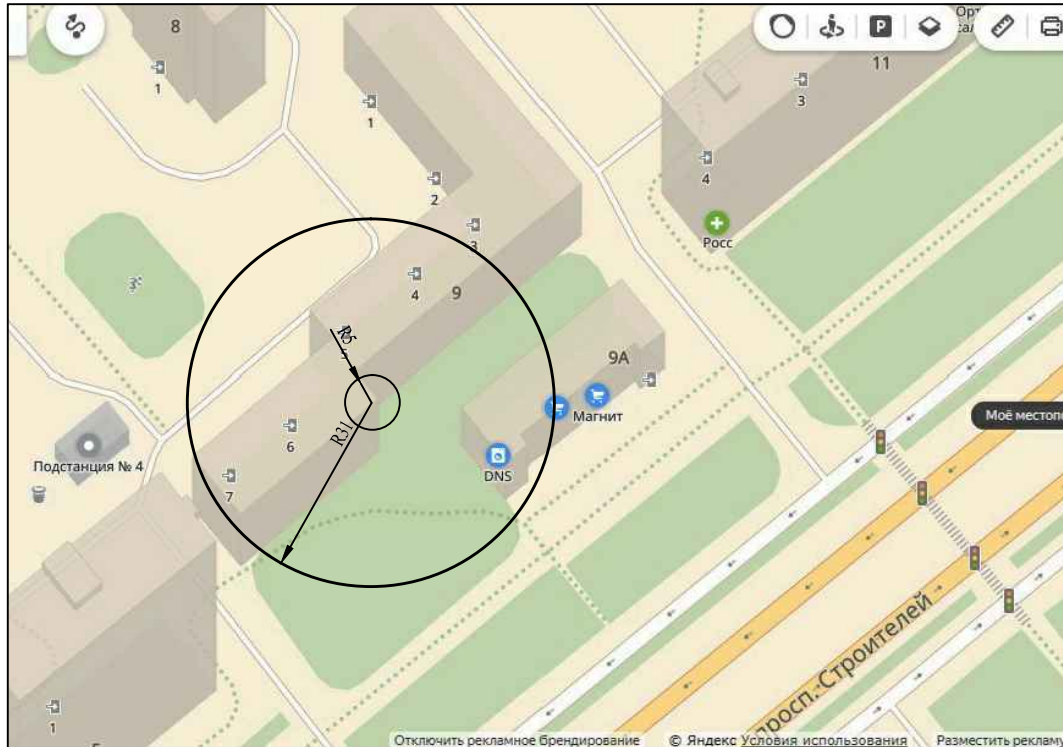 8
P
11
1
3
1
4
2
3
Росс
4
9
R5
5
9А
Магнит
Моё местопо
R31
6
Подстанция № 4
DNS
7
просп. Строителей
1
Отключить рекламное брендирование
© Яндекс Условия использования
Разместить рекламу